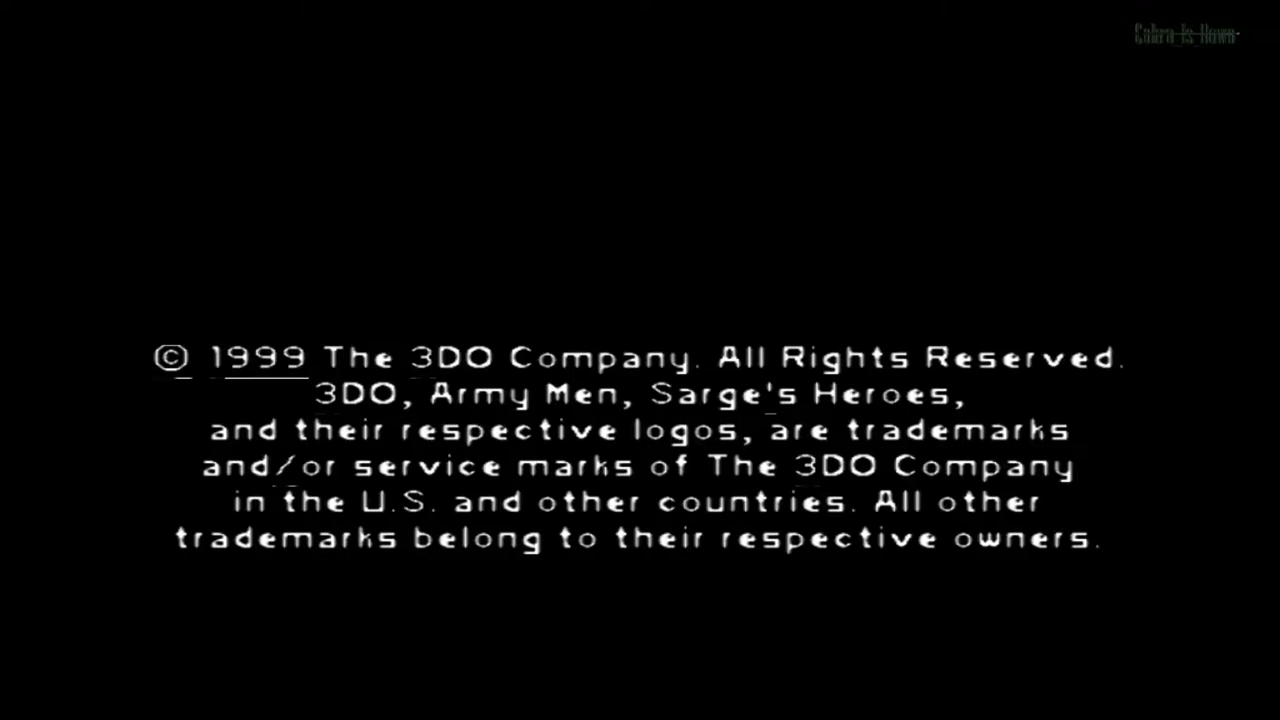 © 1999 The 3DO Company. All Rights Reserved.
3DO, Army Men, Sarge's Heroes,
and their respective logos, are trademarks
and/or service marks of The 3DO Company
in the U.S. and other countries. All other
trademarks belong to their respective owners.